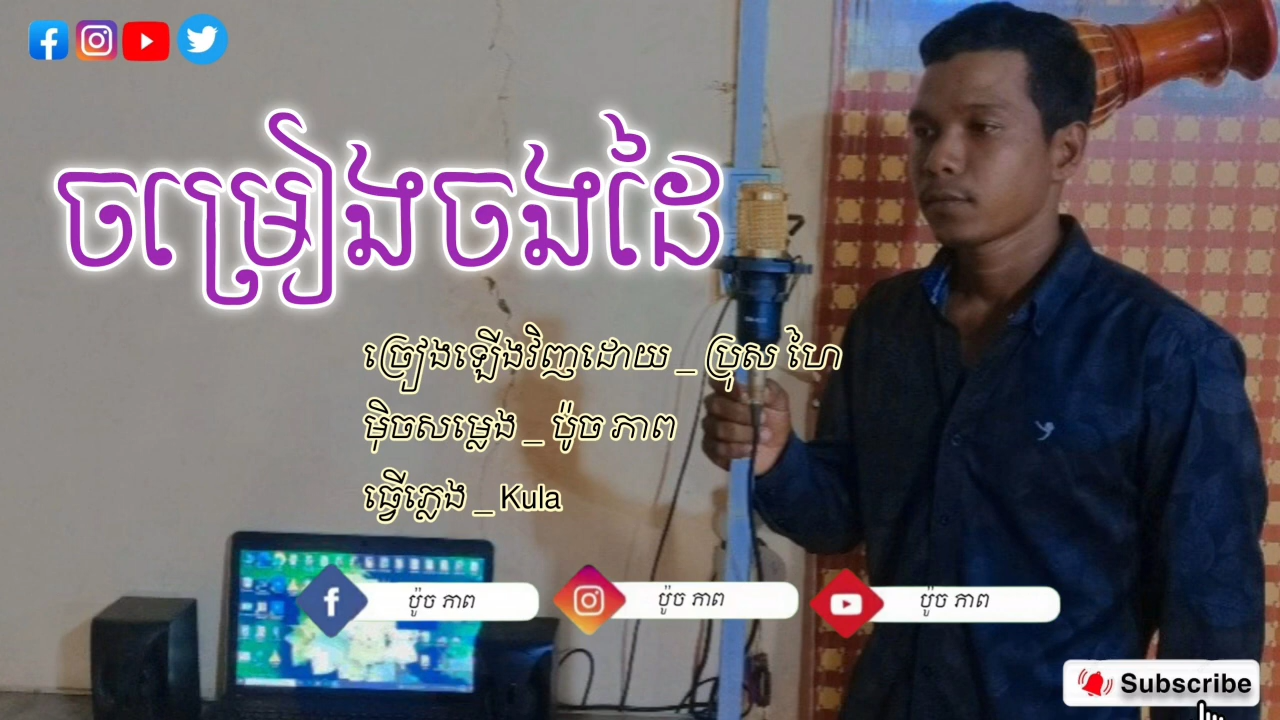 ចម្រៀងចងដៃ
ច្រៀងឡើងវិញដោយ _ ប្រុស ហៃ
ម៉ិចសម្លេង _ ប៉ូច ភាព
ធ្វើភ្លេង _ Kula
ប៉ូច ភាព
ប៉ូច ភាព
ប៉ូច ភាព
Subscribe